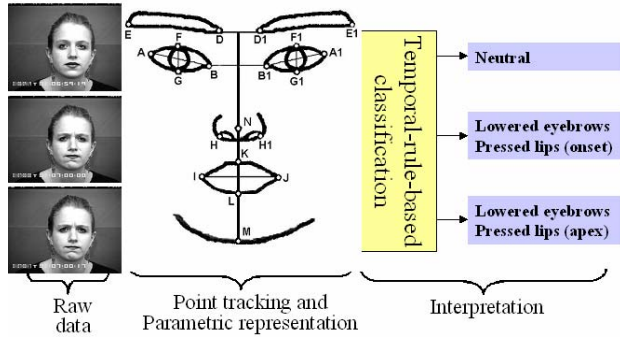 E
D
D1
E1
F
F1
A
A1
B
B1
G
G1
N
H
H1
K
I
J
L
M
Temporal-rule-based
classification
Neutral
Lowered eyebrows
Pressed lips (onset)
Lowered eyebrows
Pressed lips (apex)
Raw
data
Point tracking and
Parametric representation
Interpretation